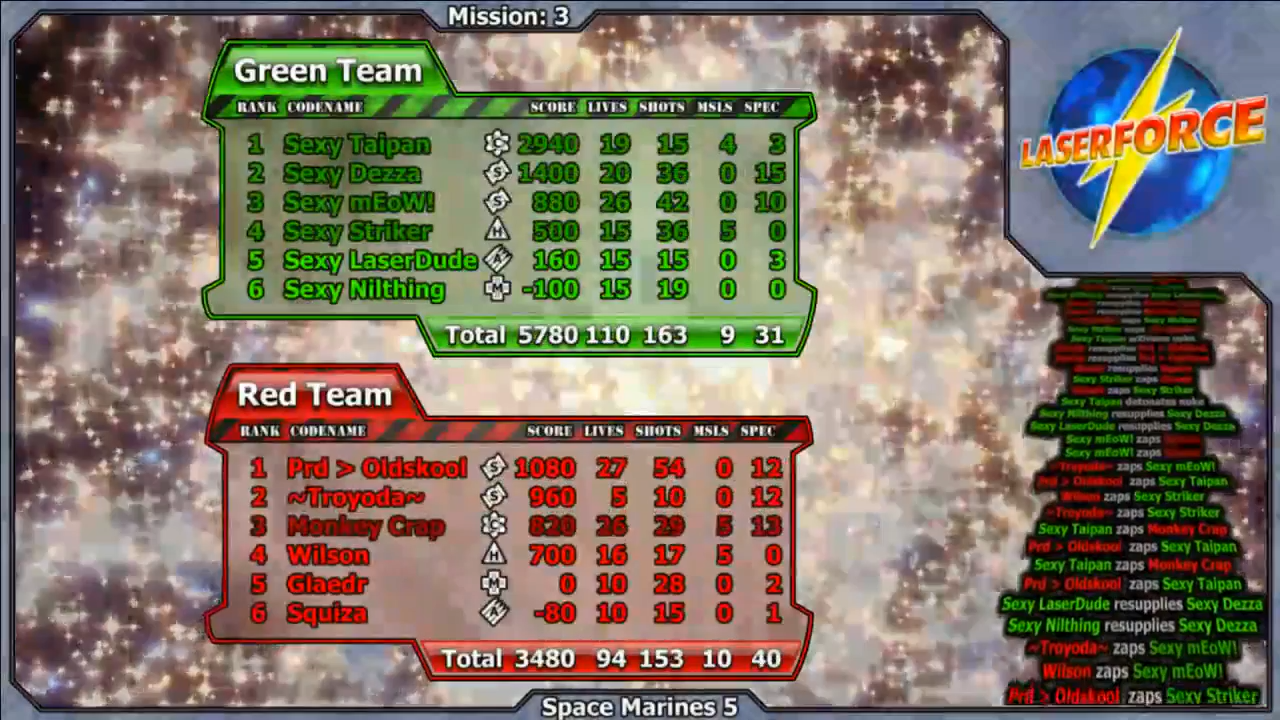 Mission: 3
LASERFORCE
Green Team
RANK CODENAME SCORE LIVES SHOTS MSLS SPEC
1 Sexy Taipan C 2940 19 15 4 3
2 Sexy Dezza S 1400 20 36 0 15
3 Sexy mEoW! S 880 26 42 0 10
4 Sexy Striker H 500 15 36 5 0
5 Sexy LaserDude A 160 15 15 0 3
6 Sexy Nilthing M -100 15 19 0 0
Total 5780 110 163 9 31
Red Team
RANK CODENAME SCORE LIVES SHOTS MSLS SPEC
1 Prd > Oldskool S 1080 27 54 0 12
2 ~Troyoda~ S 960 5 10 0 12
3 Monkey Crap C 820 26 29 5 13
4 Wilson H 700 16 17 5 0
5 Glaedr M 0 10 28 0 2
6 Squiza A -80 10 15 0 1
Total 3480 94 153 10 40
Sexy Striker zaps
zaps Sexy Striker
Sexy Taipan detonates nuke
Sexy Nilthing resupplies Sexy Dezza
Sexy LaserDude resupplies Sexy Dezza
Sexy mEoW! zaps
Sexy mEoW! zaps
~Troyoda~ zaps Sexy mEoW!
Prd > Oldskool zaps Sexy Taipan
Wilson zaps Sexy Striker
~Troyoda~ zaps Sexy Striker
Sexy Taipan zaps Monkey Crap
Prd > Oldskool zaps Sexy Taipan
Sexy Taipan zaps Monkey Crap
Prd > Oldskool zaps Sexy Taipan
Sexy LaserDude resupplies Sexy Dezza
Sexy Nilthing resupplies Sexy Dezza
~Troyoda~ zaps Sexy mEoW!
Wilson zaps Sexy mEoW!
Prd > Oldskool zaps Sexy Striker
Space Marines 5